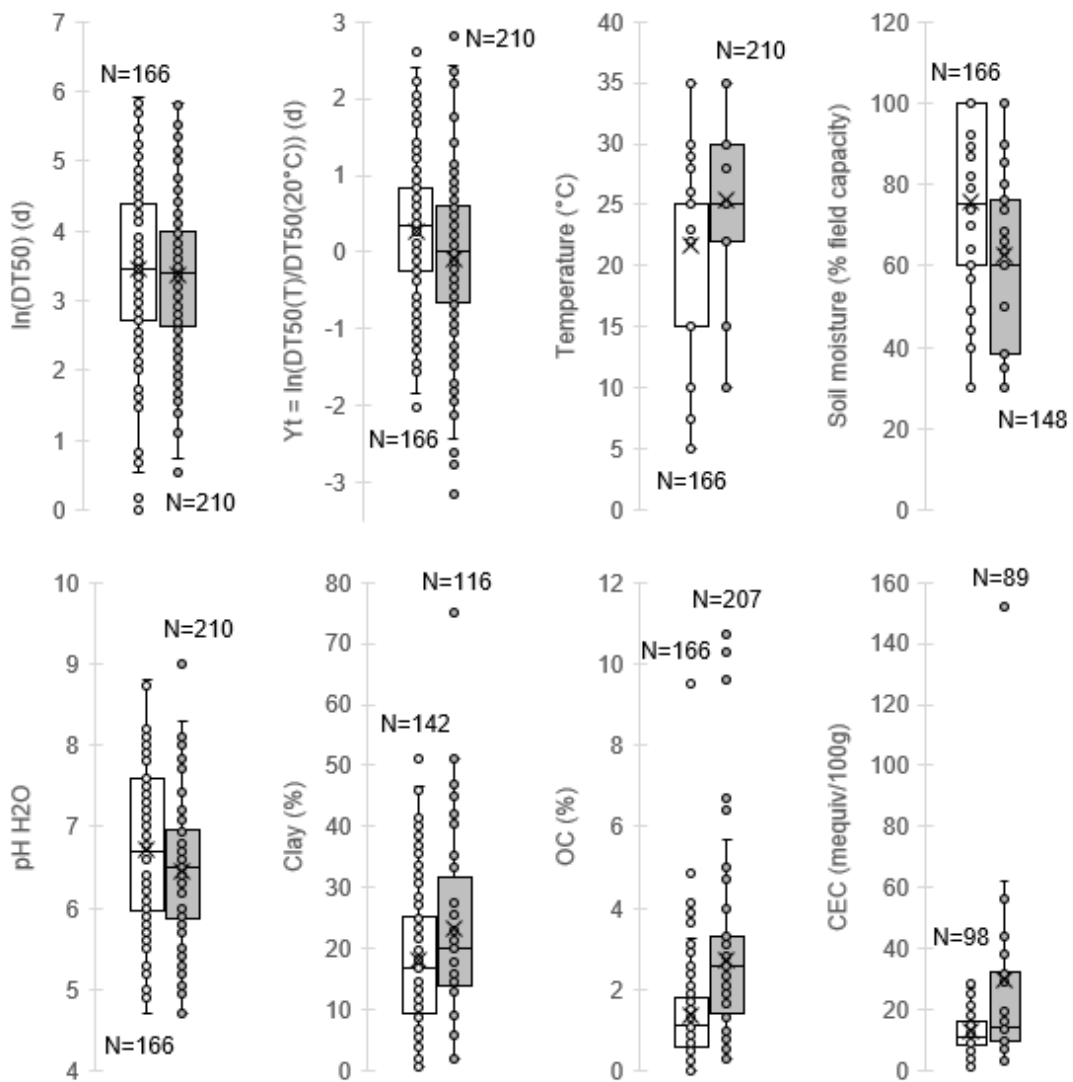 ln(DT50) (d)
7
6
5
4
3
2
1
0
N=166
N=210
Yt = ln(DT50(T)/DT50(20°C)) (d)
3
2
1
0
-1
-2
-3
N=210
N=166
Temperature (°C)
40
35
30
25
20
15
10
5
0
N=210
N=166
Soil moisture (% field capacity)
120
100
80
60
40
20
0
N=166
N=148
pH H2O
10
9
8
7
6
5
4
N=210
N=166
Clay (%)
80
70
60
50
40
30
20
10
0
N=116
N=142
OC (%)
12
10
8
6
4
2
0
N=207
N=166
CEC (mequiv/100g)
160
140
120
100
80
60
40
20
0
N=89
N=98